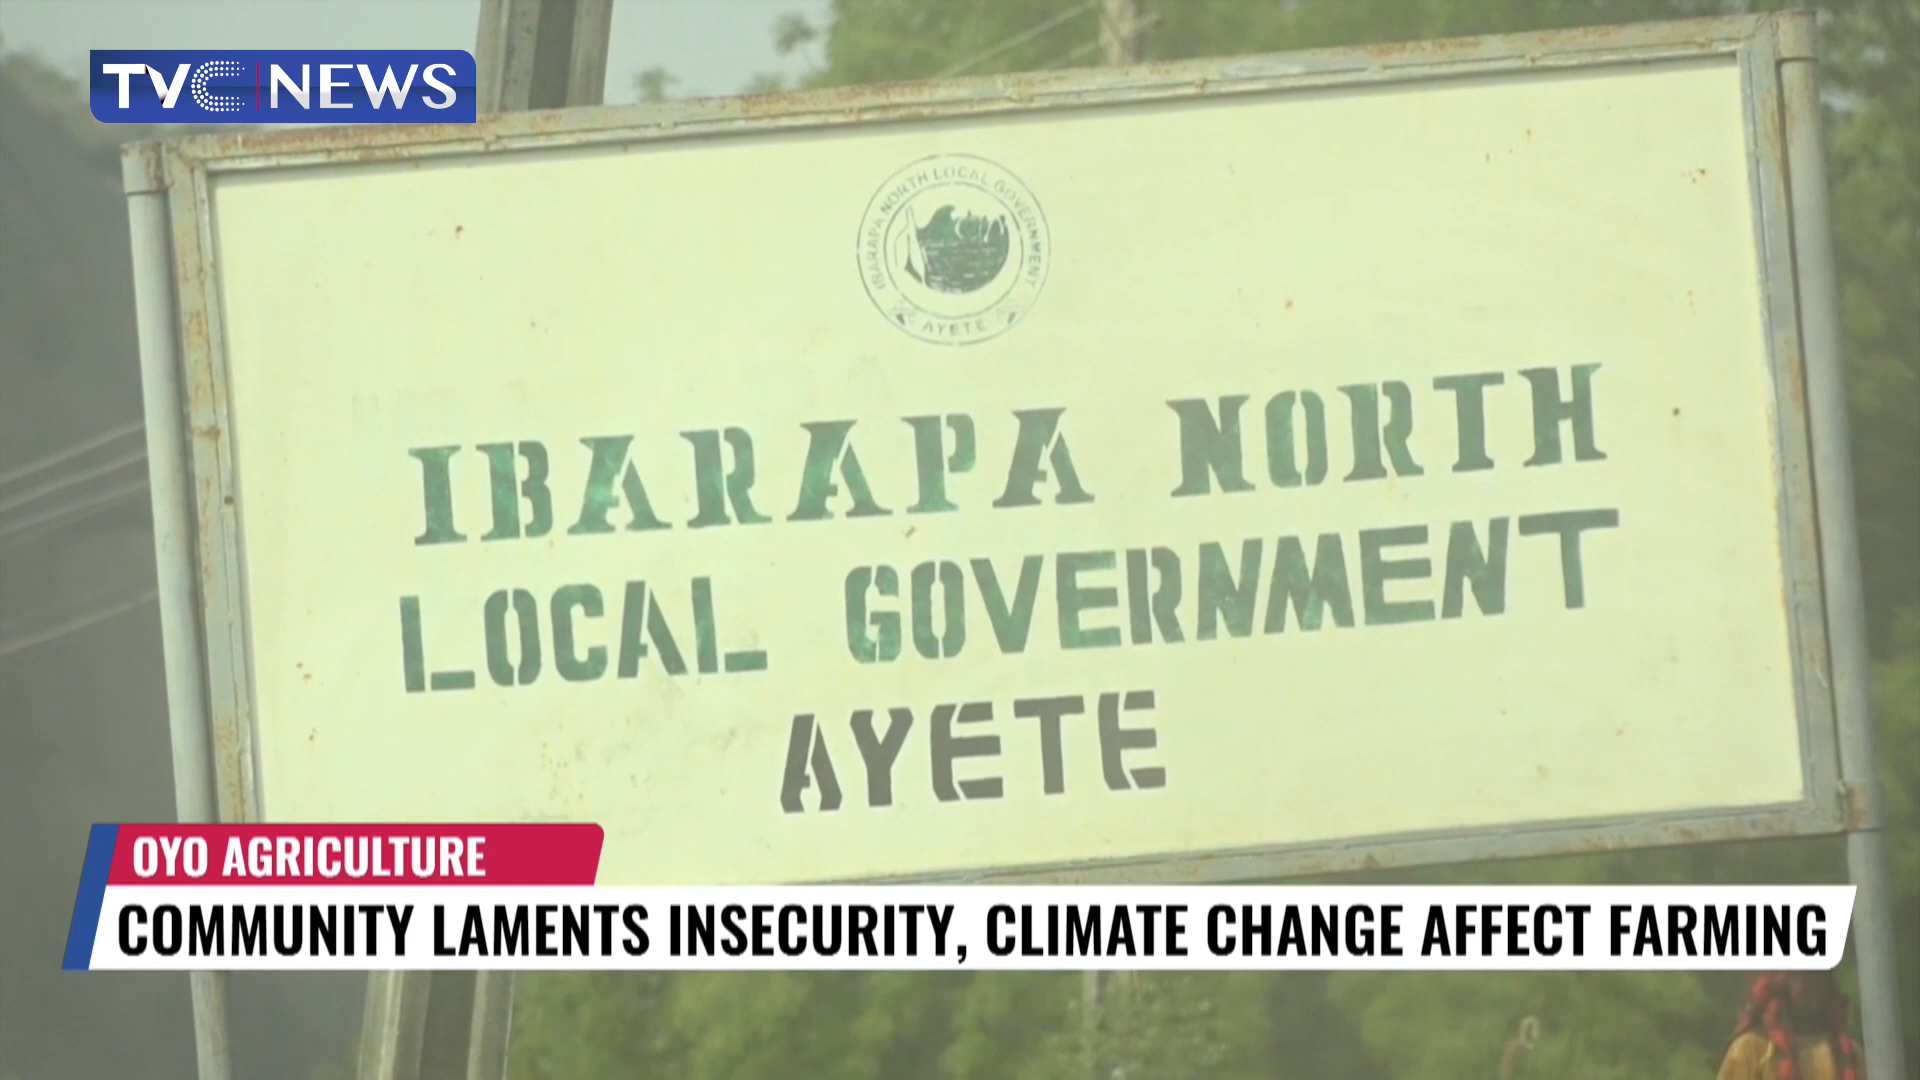 TVC NEWS
IBARAPA NORTH LOCAL GOVERNMENT
AYETE
IBARAPA NORTH
LOCAL GOVERNMENT
AYETE
OYO AGRICULTURE
COMMUNITY LAMENTS INSECURITY, CLIMATE CHANGE AFFECT FARMING